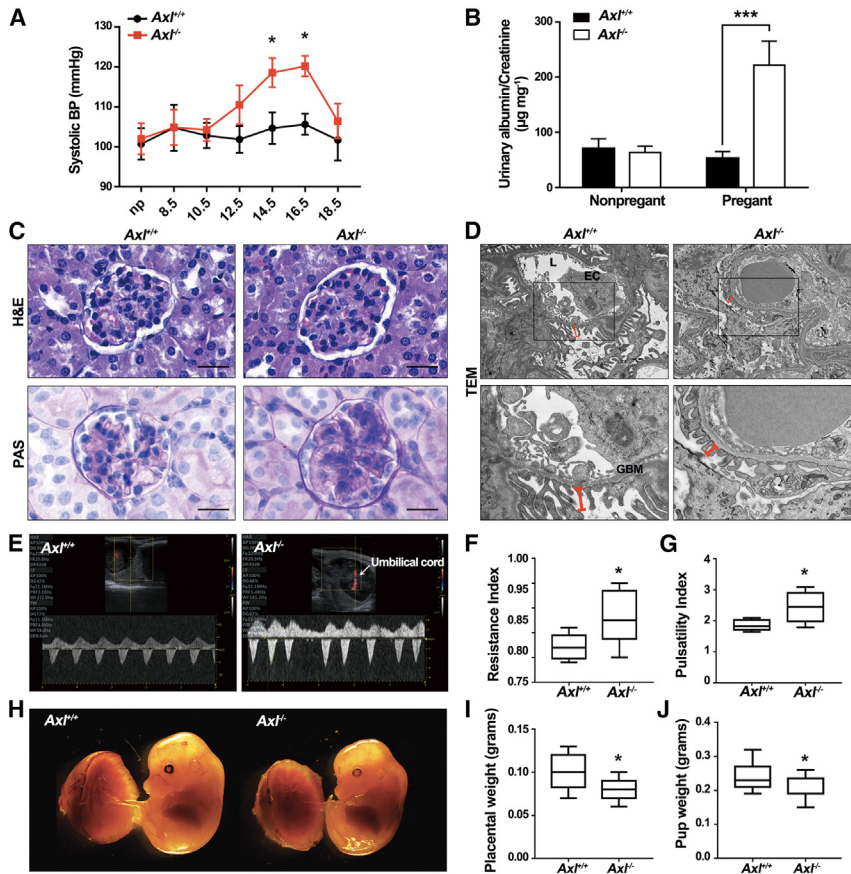 A
Axl+/+
Axl-/-
Systolic BP (mmHg)
130
120
110
100
90
*
*
np
8.5
10.5
12.5
14.5
16.5
18.5
B
Axl+/+
Axl-/-
Urinary albumin/Creatinine
(µg mg-1)
300
200
100
50
0
***
Nonpregant
Pregant
C
Axl+/+
Axl-/-
H&E
PAS
D
Axl+/+
Axl-/-
TEM
L
EC
GBM
E
Axl+/+
Axl-/-
Umbilical cord
F
Resistance Index
1.00
0.95
0.90
0.85
0.80
0.75
*
Axl+/+
Axl-/-
G
Pulsatility Index
4
3
2
1
0
*
Axl+/+
Axl-/-
H
Axl+/+
Axl-/-
I
Placental weight (grams)
0.15
0.10
0.05
0.00
*
Axl+/+
Axl-/-
J
Pup weight (grams)
0.4
0.3
0.2
0.1
0.0
*
Axl+/+
Axl-/-